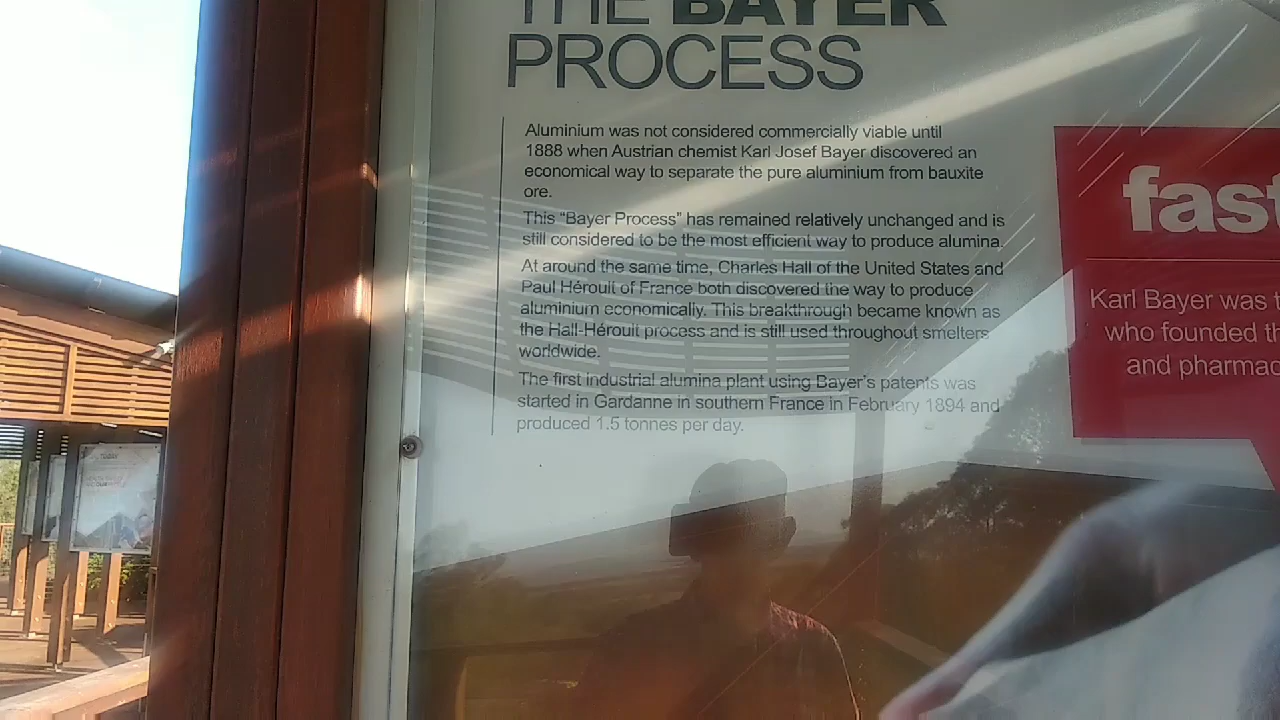 THE BAYER
PROCESS
Aluminium was not considered commercially viable until
1888 when Austrian chemist Karl Josef Bayer discovered an
economical way to separate the pure aluminium from bauxite
ore.
This “Bayer Process” has remained relatively unchanged and is
still considered to be the most efficient way to produce alumina.
At around the same time, Charles Hall of the United States and
Paul Héroult of France both discovered the way to produce
aluminium economically. This breakthrough became known as
the Hall-Héroult process and is still used throughout smelters
worldwide.
The first industrial alumina plant using Bayer's patents was
started in Gardanne in southern France in February 1894 and
produced 1.5 tonnes per day.
fast
Karl Bayer was
who founded
and